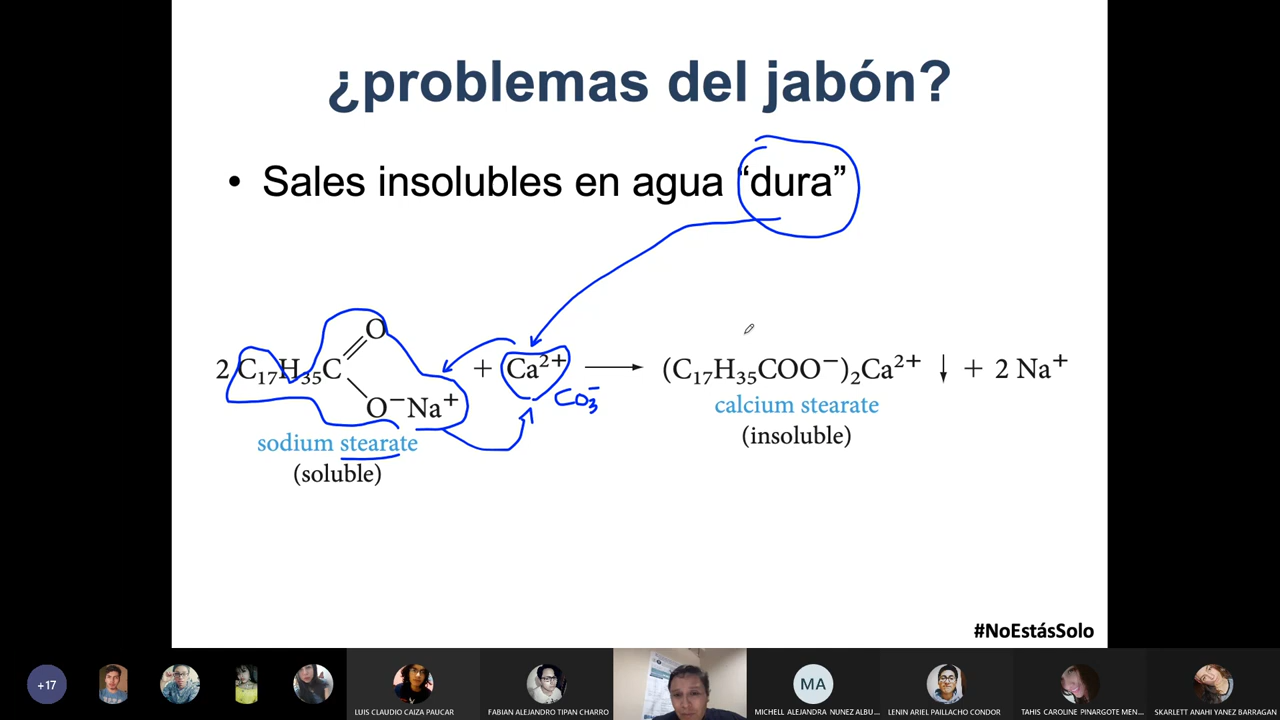 ¿problemas del jabón?
• Sales insolubles en agua “dura”
O
2 C₁₇H₃₅C + Ca²⁺ ⟶ (C₁₇H₃₅COO⁻)₂Ca²⁺ ↓ + 2 Na⁺
O⁻Na⁺ CO₃⁻
sodium stearate calcium stearate
(soluble) (insoluble)
#NoEstásSolo
+17
LUIS CLAUDIO CAIZA PAUCAR
FABIAN ALEJANDRO TIPAN CHARRO
MA
MICHELL ALEJANDRA NUNEZ ALBU...
LENIN ARIEL PAILLACHO CONDOR
TAHIS CAROLINE PINARGOTE MEN...
SKARLETT ANAHI YANEZ BARRAGAN